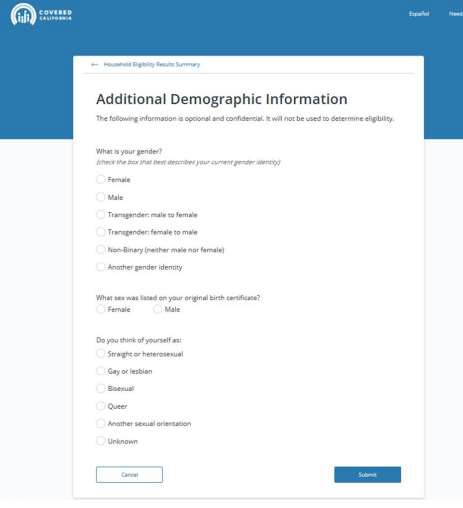 COVERED
CALIFORNIA
Español
Need
← Household Eligibility Results Summary
Additional Demographic Information
The following information is optional and confidential. It will not be used to determine eligibility.
What is your gender?
(check the box that best describes your current gender identity)
Female
Male
Transgender: male to female
Transgender: female to male
Non-Binary (neither male nor female)
Another gender identity
What sex was listed on your original birth certificate?
Female Male
Do you think of yourself as:
Straight or heterosexual
Gay or lesbian
Bisexual
Queer
Another sexual orientation
Unknown
Cancel Submit